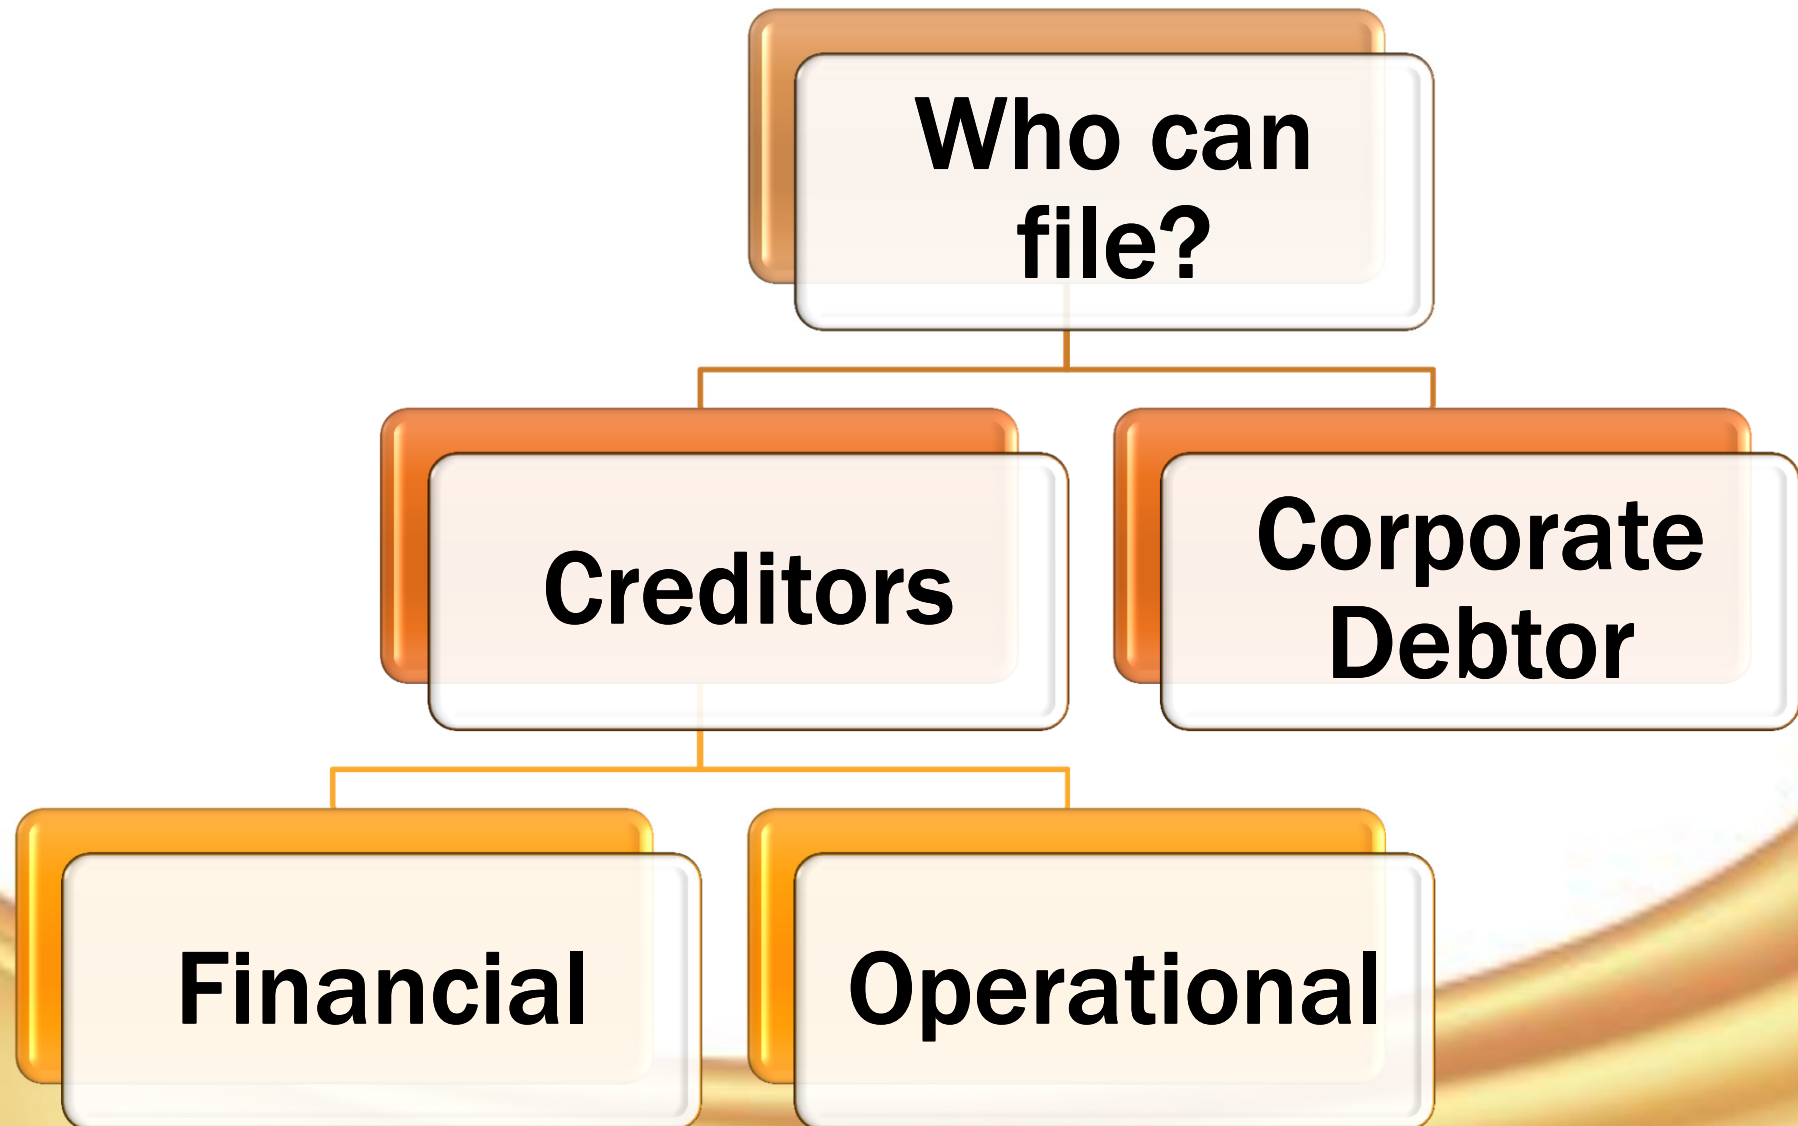 Who can
file?
Creditors
Corporate
Debtor
Financial
Operational